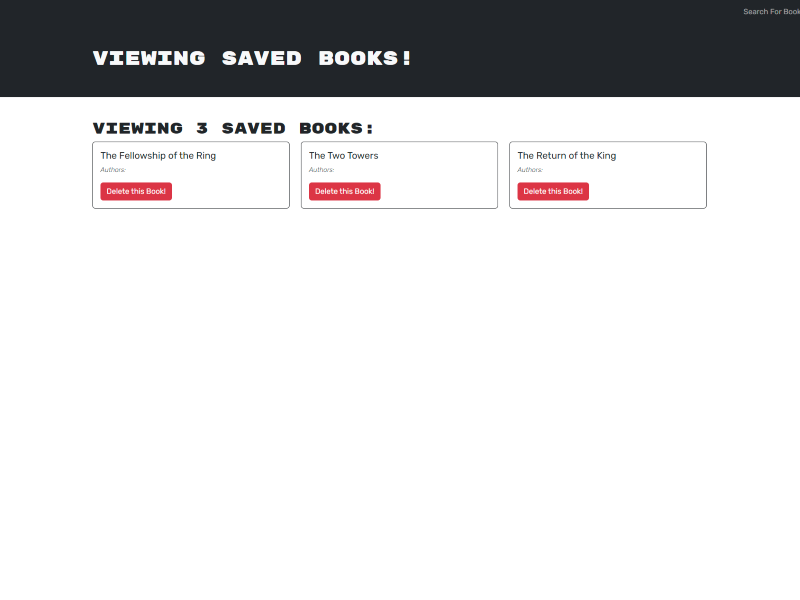 Search For Book
VIEWING SAVED BOOKS!
VIEWING 3 SAVED BOOKS:
The Fellowship of the Ring
Authors:
Delete this Book!
The Two Towers
Authors:
Delete this Book!
The Return of the King
Authors:
Delete this Book!